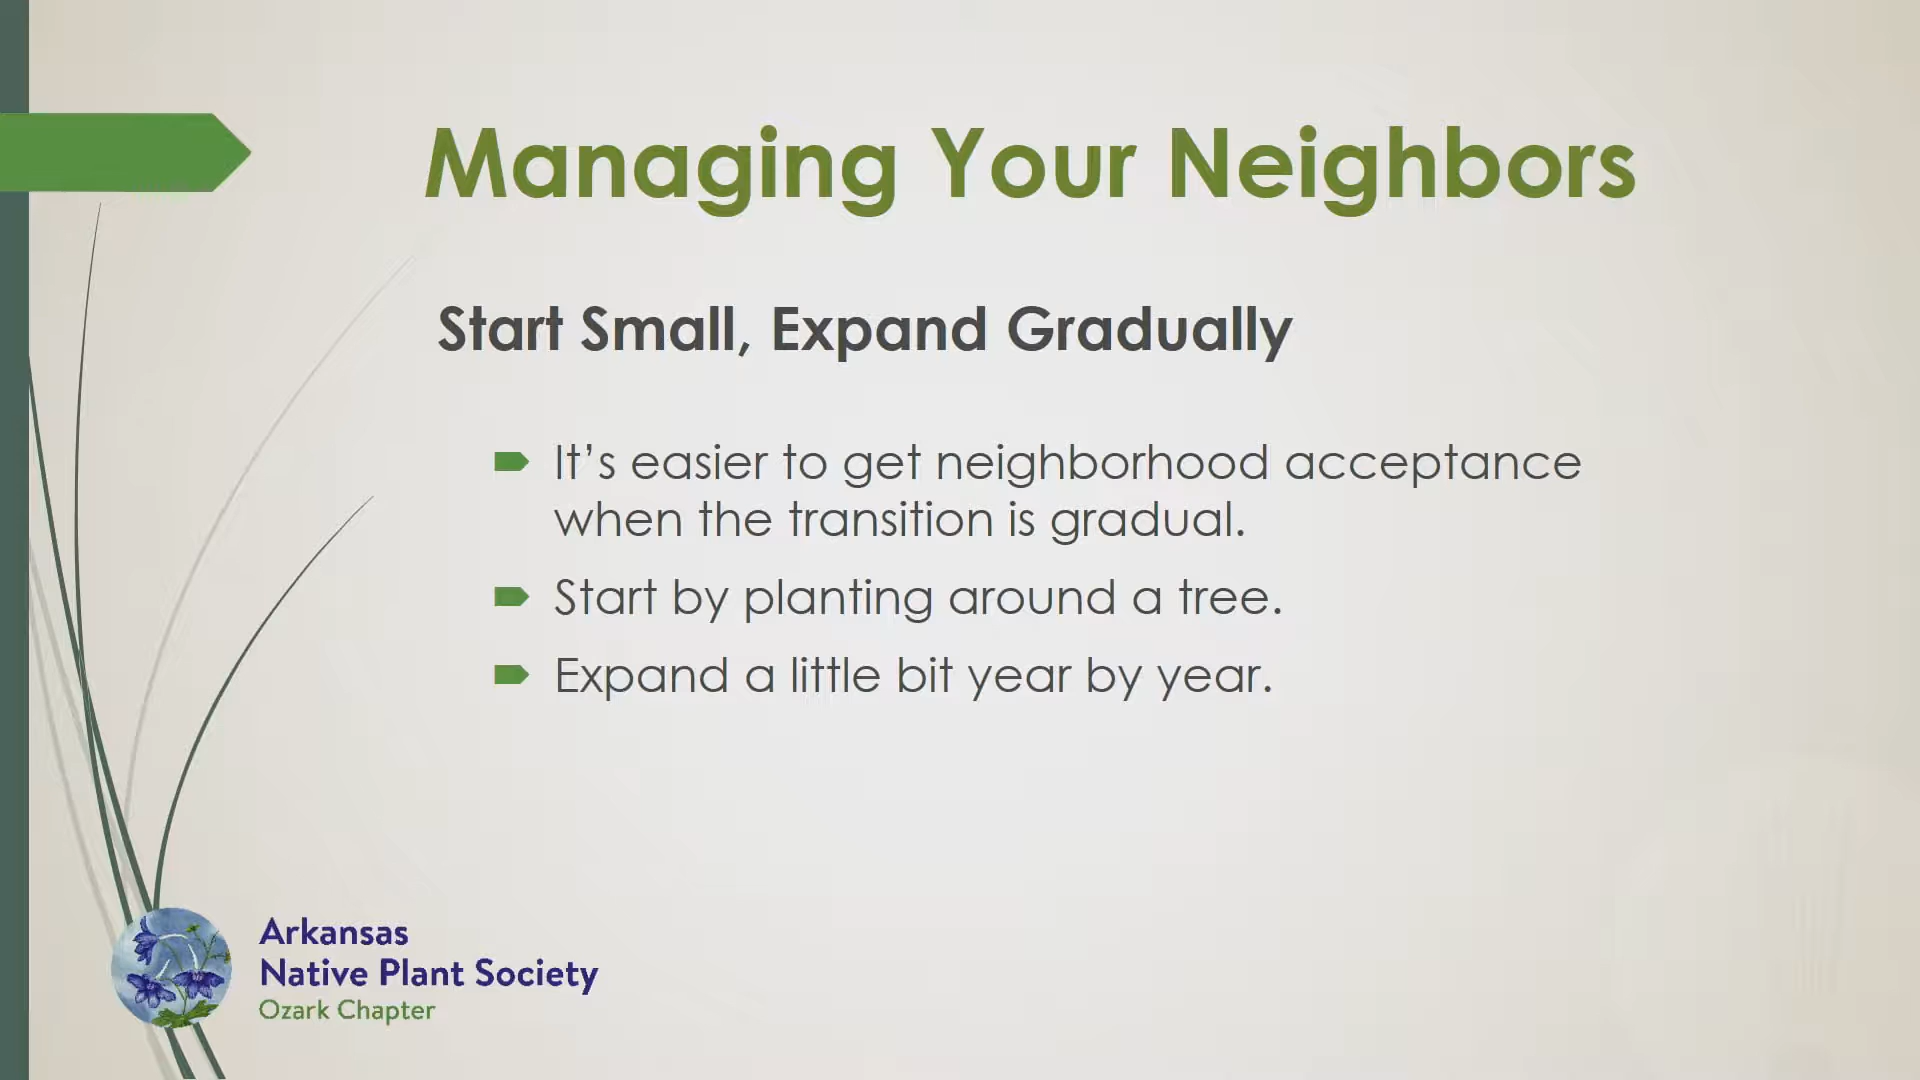 Managing Your Neighbors
Start Small, Expand Gradually
It’s easier to get neighborhood acceptance
when the transition is gradual.
Start by planting around a tree.
Expand a little bit year by year.
Arkansas
Native Plant Society
Ozark Chapter